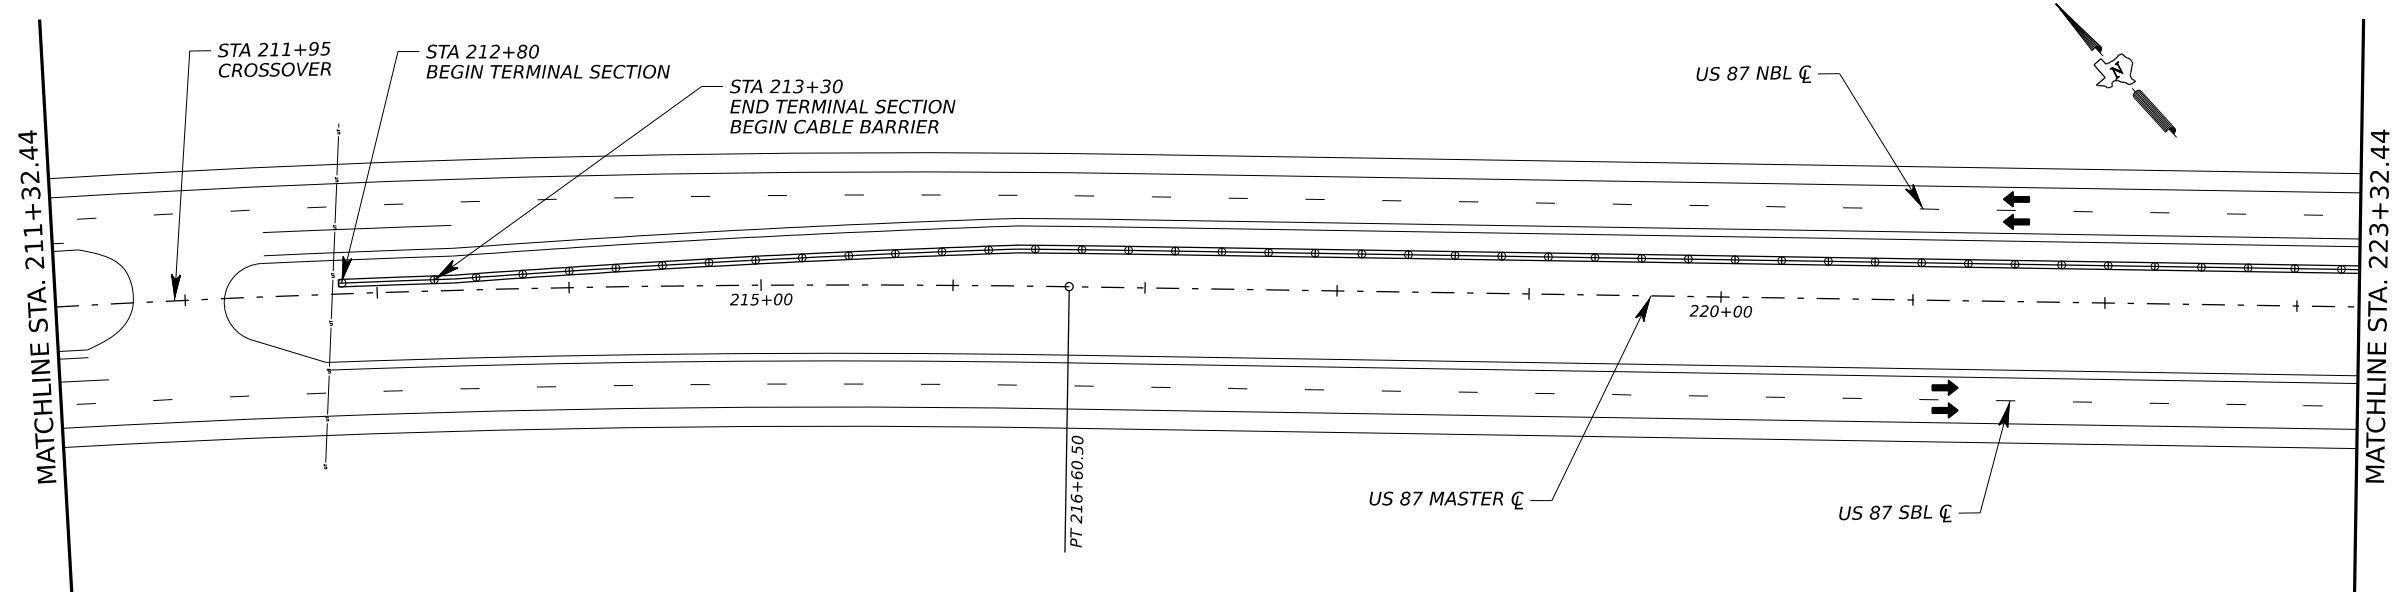 STA 211+95
CROSSOVER
STA 212+80
BEGIN TERMINAL SECTION
STA 213+30
END TERMINAL SECTION
BEGIN CABLE BARRIER
US 87 NBL ℄
N
MATCHLINE STA. 211+32.44
MATCHLINE STA. 223+32.44
215+00
220+00
PT 216+60.50
US 87 MASTER ℄
US 87 SBL ℄